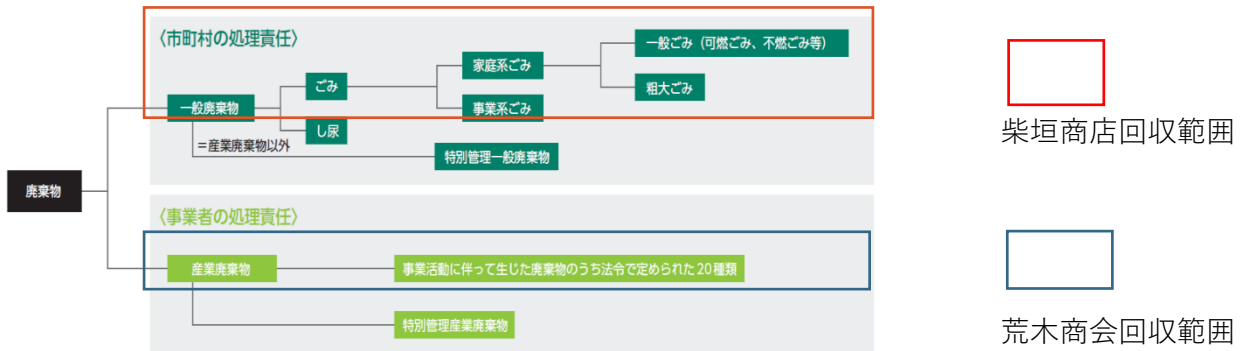 〈市町村の処理責任〉
一般ごみ（可燃ごみ、不燃ごみ等）
家庭系ごみ
ごみ
粗大ごみ
一般廃棄物
事業系ごみ
し尿
＝産業廃棄物以外
特別管理一般廃棄物
廃棄物
〈事業者の処理責任〉
産業廃棄物
事業活動に伴って生じた廃棄物のうち法令で定められた20種類
特別管理産業廃棄物
柴垣商店回収範囲
荒木商会回収範囲